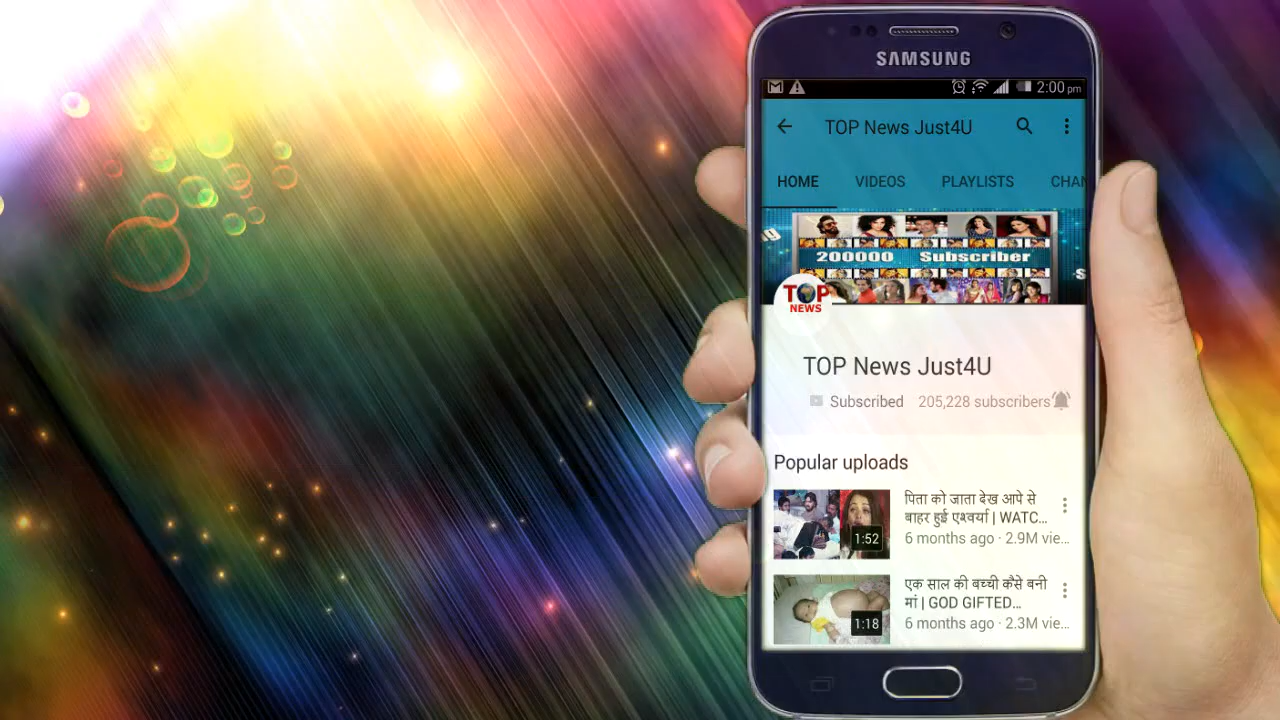 SAMSUNG
2:00 pm
TOP News Just4U
HOME VIDEOS PLAYLISTS CHAN
200000 Subscriber
TOP
NEWS
TOP News Just4U
Subscribed 205,228 subscribers
Popular uploads
पिता को जाता देख आपे से
बाहर हुई एश्वर्या | WATC...
6 months ago · 2.9M vie...
1:52
एक साल की बच्ची कैसे बनी
मां | GOD GIFTED...
6 months ago · 2.3M vie...
1:18